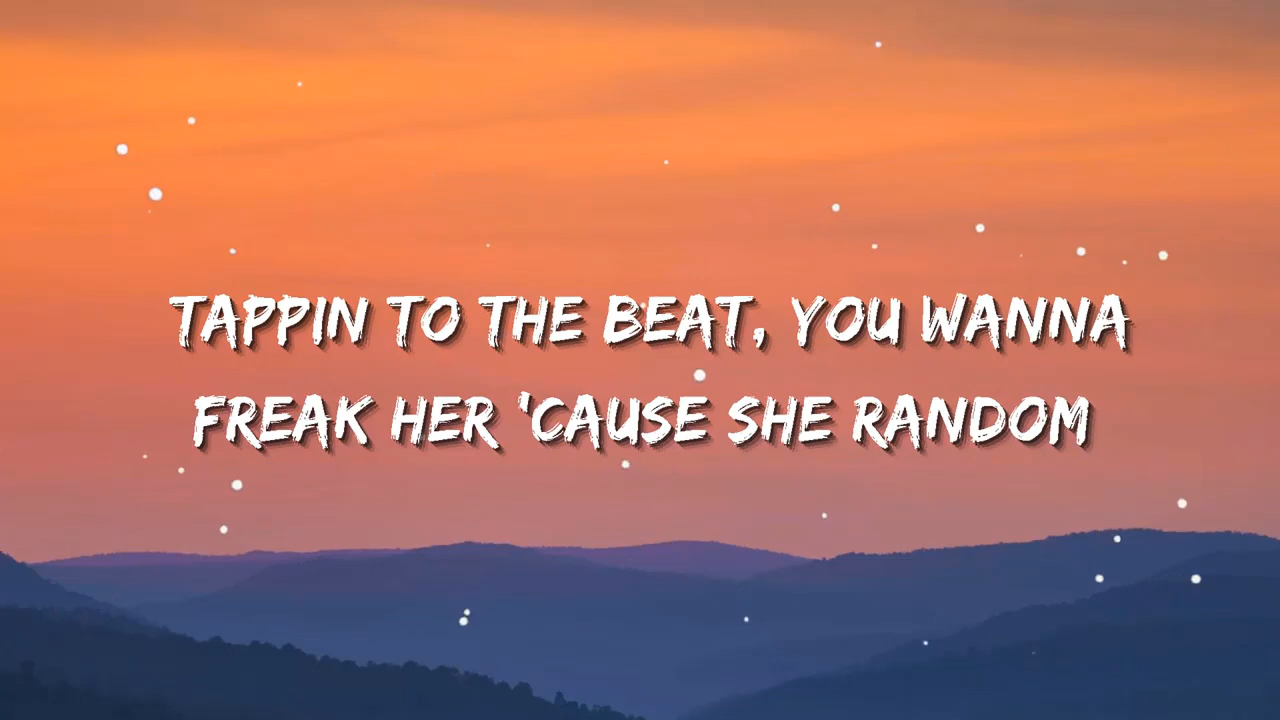 TAPPIN TO THE BEAT, YOU WANNA
FREAK HER 'CAUSE SHE RANDOM